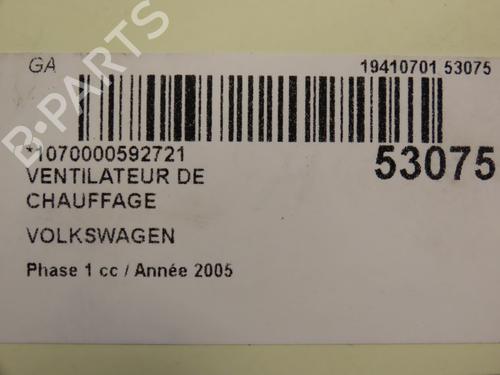 GA
19410701 53075
*1070000592721
53075
VENTILATEUR DE
CHAUFFAGE
VOLKSWAGEN
Phase 1 cc / Année 2005
B-PARTS